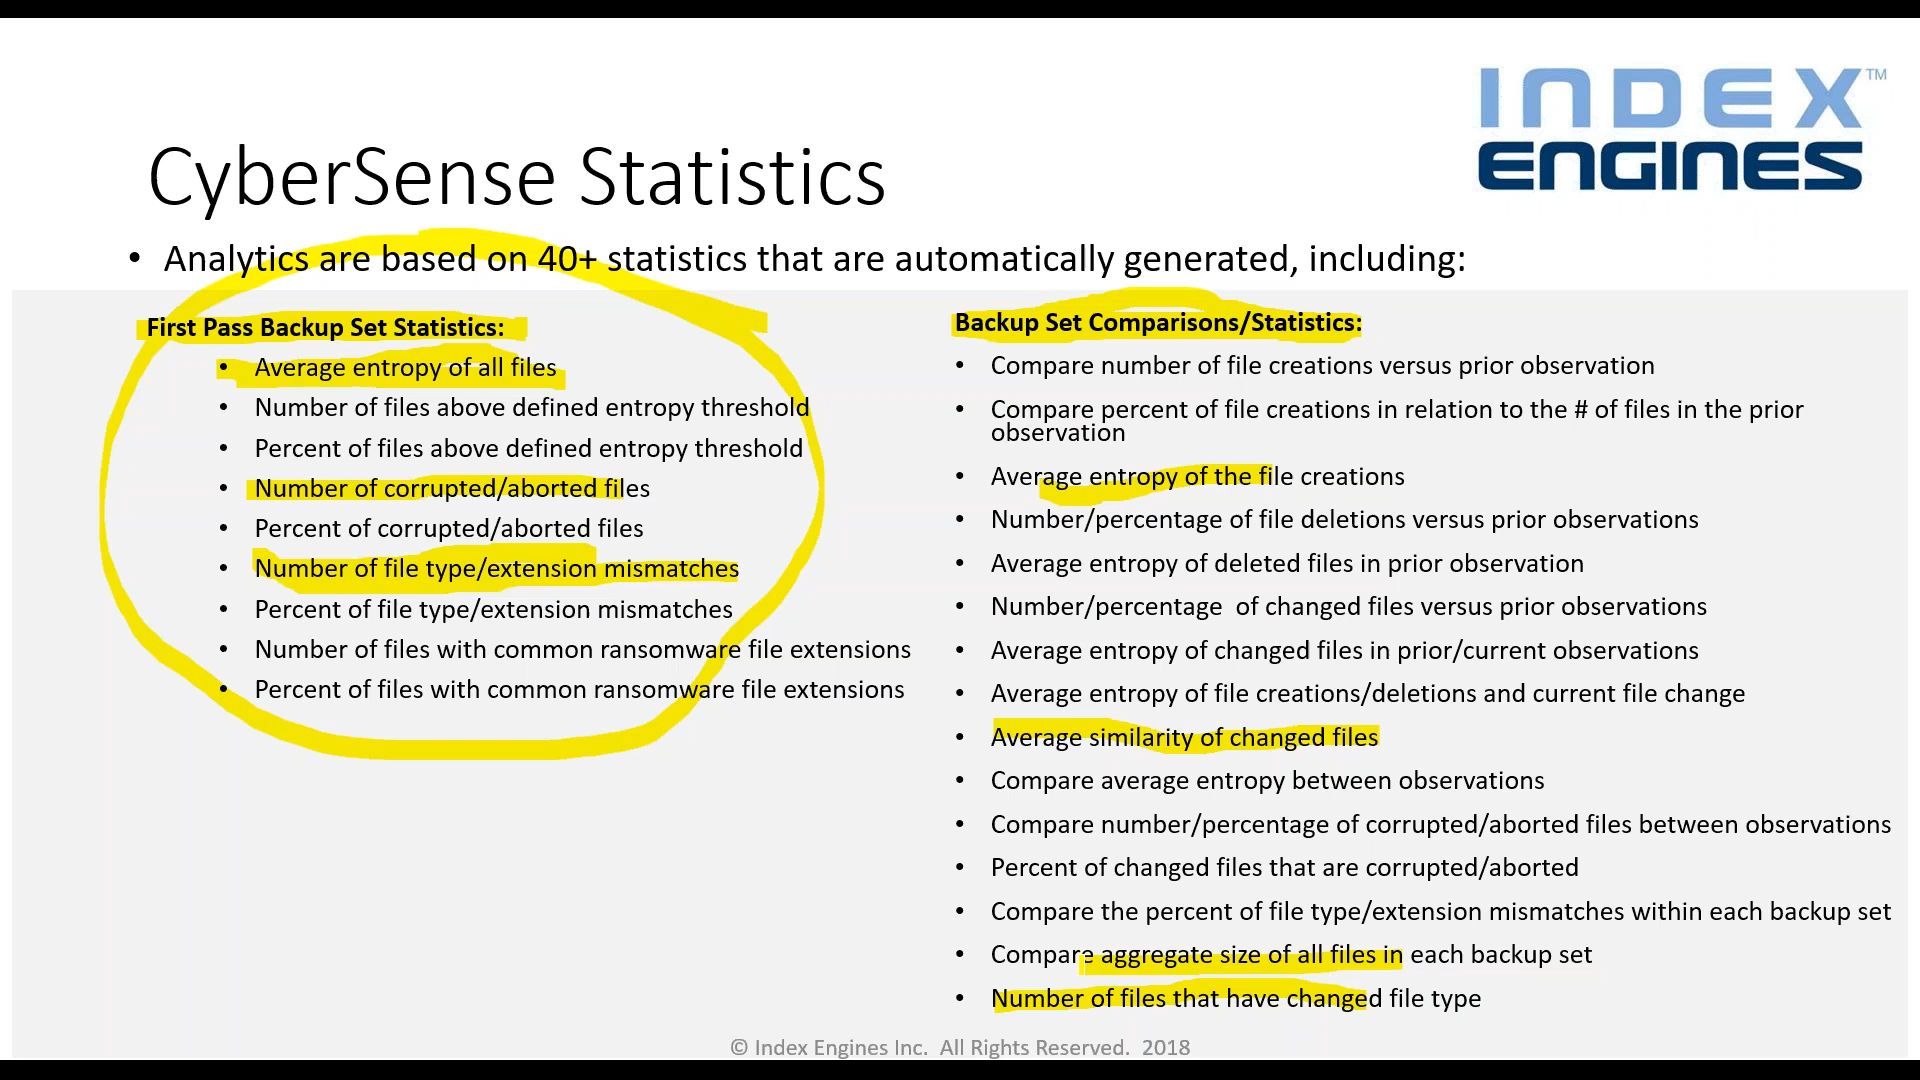 INDEX™
ENGINES
CyberSense Statistics
• Analytics are based on 40+ statistics that are automatically generated, including:
First Pass Backup Set Statistics:
• Average entropy of all files
• Number of files above defined entropy threshold
• Percent of files above defined entropy threshold
• Number of corrupted/aborted files
• Percent of corrupted/aborted files
• Number of file type/extension mismatches
• Percent of file type/extension mismatches
• Number of files with common ransomware file extensions
• Percent of files with common ransomware file extensions
Backup Set Comparisons/Statistics:
• Compare number of file creations versus prior observation
• Compare percent of file creations in relation to the # of files in the prior
observation
• Average entropy of the file creations
• Number/percentage of file deletions versus prior observations
• Average entropy of deleted files in prior observation
• Number/percentage  of changed files versus prior observations
• Average entropy of changed files in prior/current observations
• Average entropy of file creations/deletions and current file change
• Average similarity of changed files
• Compare average entropy between observations
• Compare number/percentage of corrupted/aborted files between observations
• Percent of changed files that are corrupted/aborted
• Compare the percent of file type/extension mismatches within each backup set
• Compare aggregate size of all files in each backup set
• Number of files that have changed file type
© Index Engines Inc.  All Rights Reserved.  2018